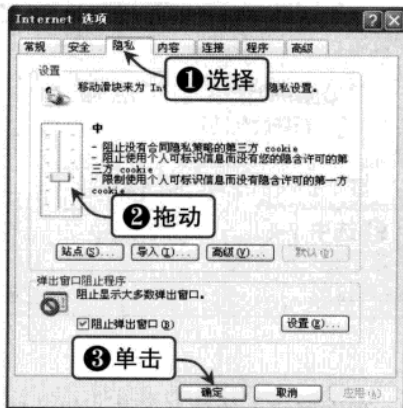 Internet 选项
常规 安全 隐私 内容 连接 程序 高级
❶选择
设置
移动滑块来为 In 隐私设置。
中
- 阻止没有合同隐私策略的第三方 cookie
- 阻止使用个人可标识信息而没有您的隐含许可的第
三方 cookie
- 限制使用个人可标识信息而没有隐含许可的第一方
cookie
❷拖动
站点(S)... 导入(I)... 高级(V)... 默认(D)
弹出窗口阻止程序
阻止显示大多数弹出窗口。
阻止弹出窗口(B) 设置(E)...
❸单击
确定 取消 应用(A)